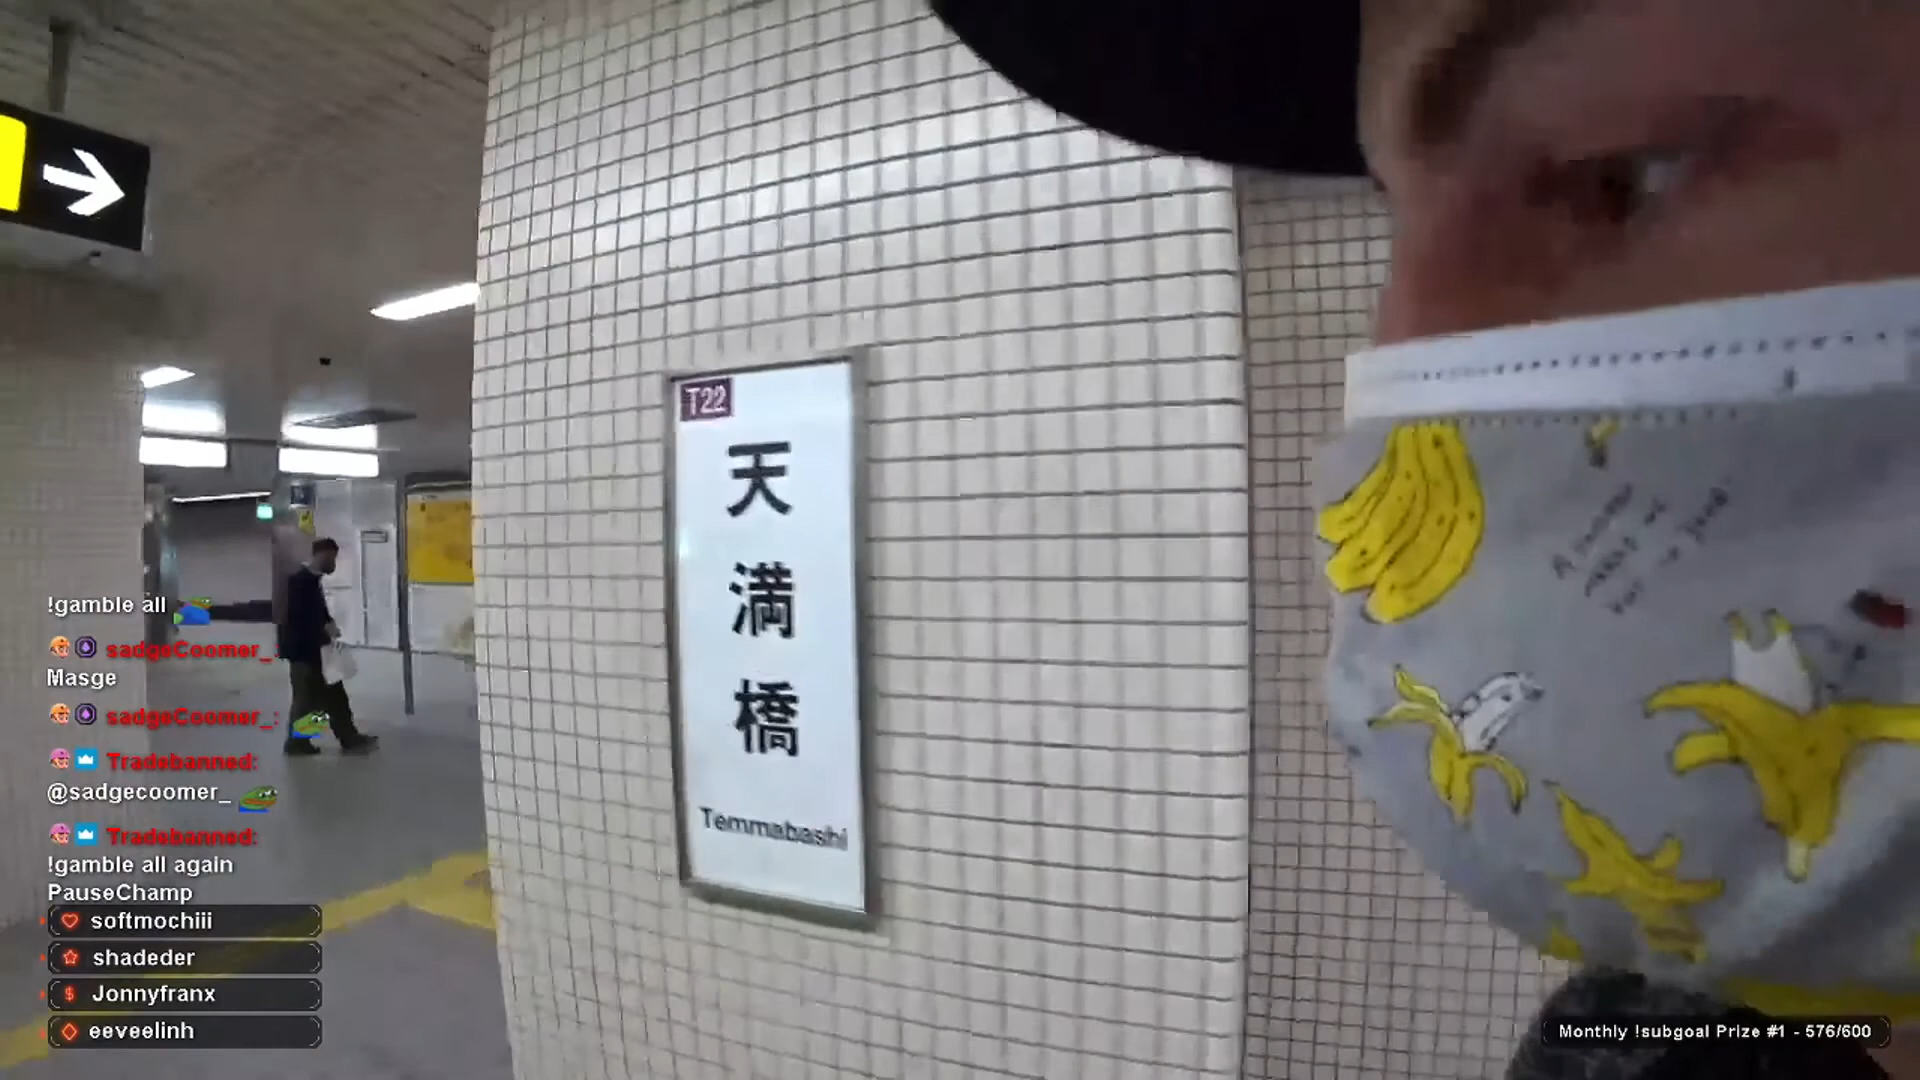 T22
天
満
橋
Temmabashi
!gamble all
sadgeCoomer_:
Masge
sadgeCoomer_:
Tradebanned:
@sadgecoomer_
Tradebanned:
!gamble all again
PauseChamp
softmochiii
shadeder
Jonnyfranx
eeveelinh
Monthly !subgoal Prize #1 - 576/600